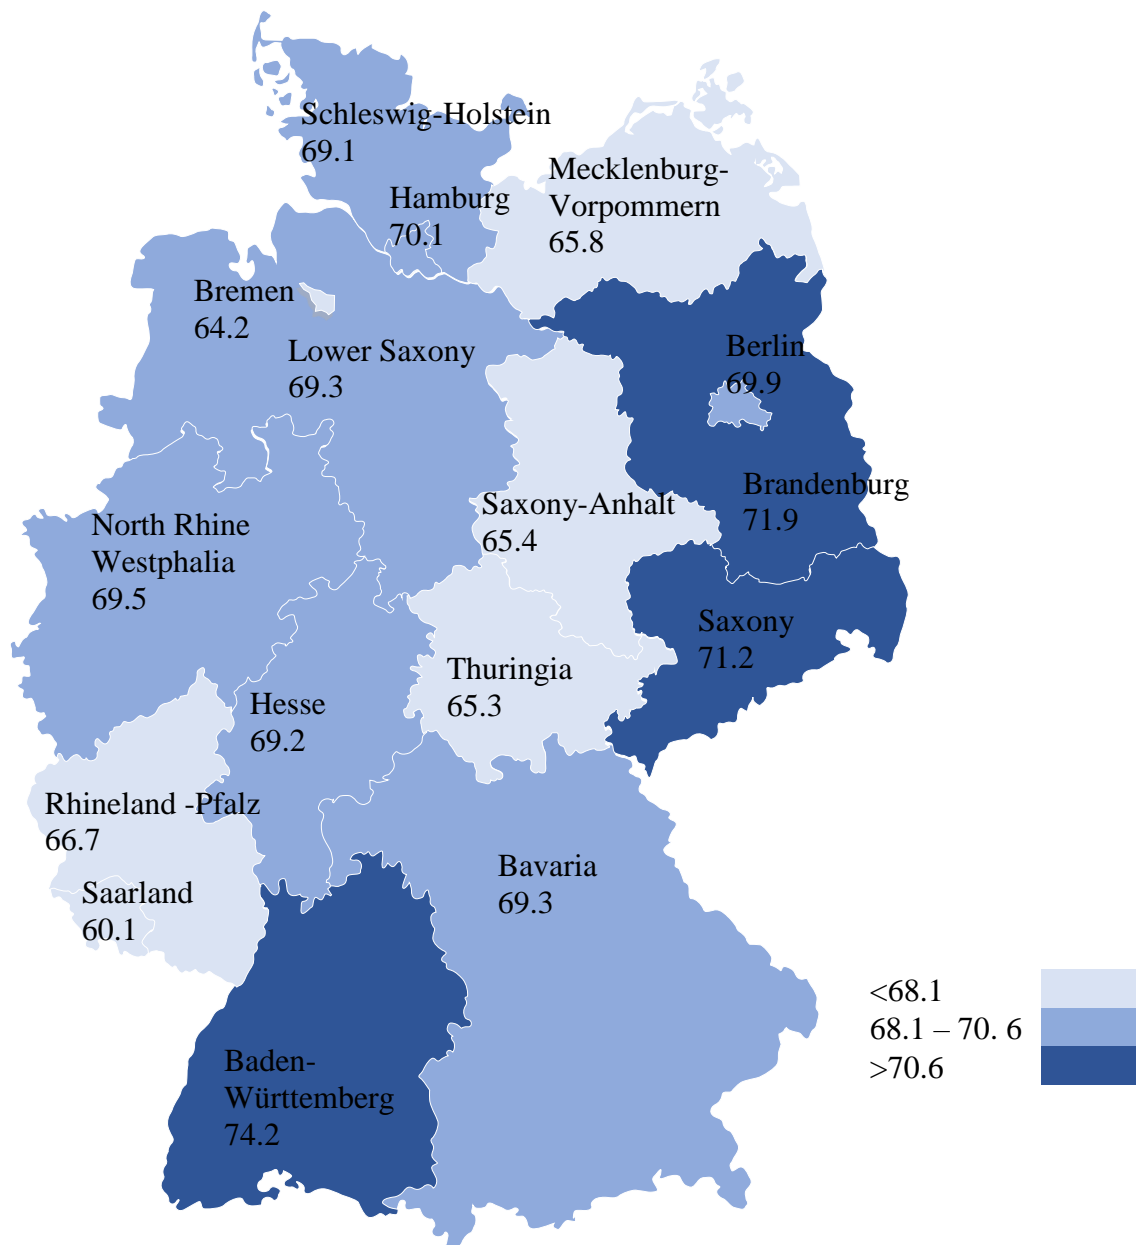 Schleswig-Holstein
69.1
Hamburg
70.1
Mecklenburg-
Vorpommern
65.8
Bremen
64.2
Lower Saxony
69.3
Berlin
69.9
Brandenburg
71.9
Saxony-Anhalt
65.4
North Rhine
Westphalia
69.5
Saxony
71.2
Thuringia
65.3
Hesse
69.2
Rhineland -Pfalz
66.7
Saarland
60.1
Bavaria
69.3
Baden-
Württemberg
74.2
<68.1
68.1 – 70. 6
>70.6